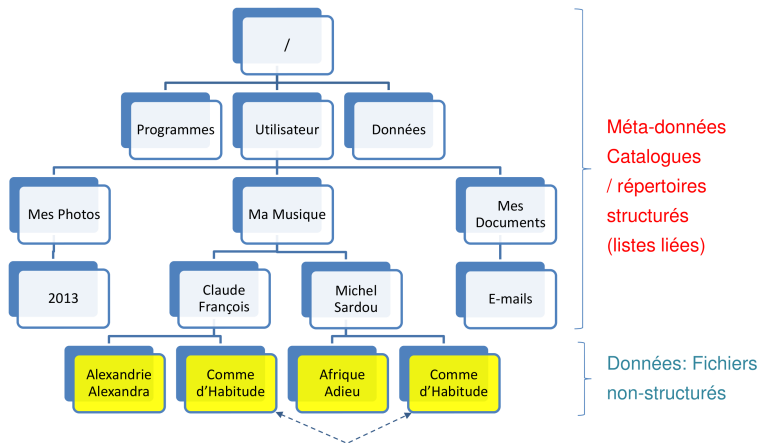 /
Programmes
Utilisateur
Données
Mes Photos
Ma Musique
Mes
Documents
2013
Claude
François
Michel
Sardou
E-mails
Alexandrie
Alexandra
Comme
d’Habitude
Afrique
Adieu
Comme
d’Habitude
Méta-données
Catalogues
/ répertoires
structurés
(listes liées)
Données: Fichiers
non-structurés